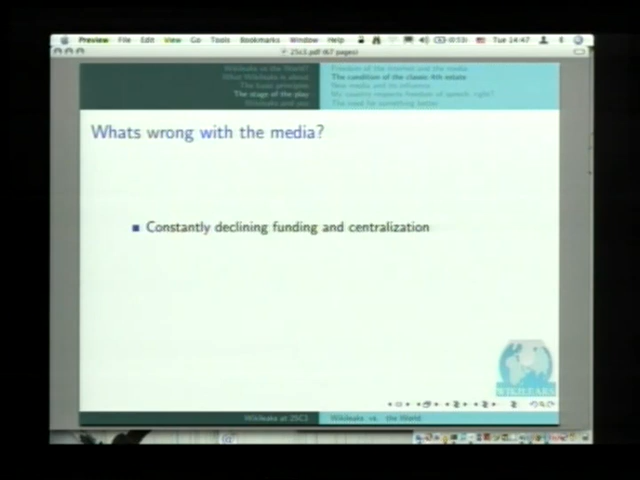 Preview File Edit View Go Tools Bookmarks Window Help
Tue 14:47
25c3.pdf (67 pages)
Wikileaks vs the World?
What Wikileaks is about
The basic principles
The stage of the play
Wikileaks and you
Freedom of the internet and the media
The condition of the classic 4th estate
New media and its influence
My country respects freedom of speech, right?
The need for something better
Whats wrong with the media?
Constantly declining funding and centralization
WIKILEAKS
Wikileaks at 25C3
Wikileaks vs. the World